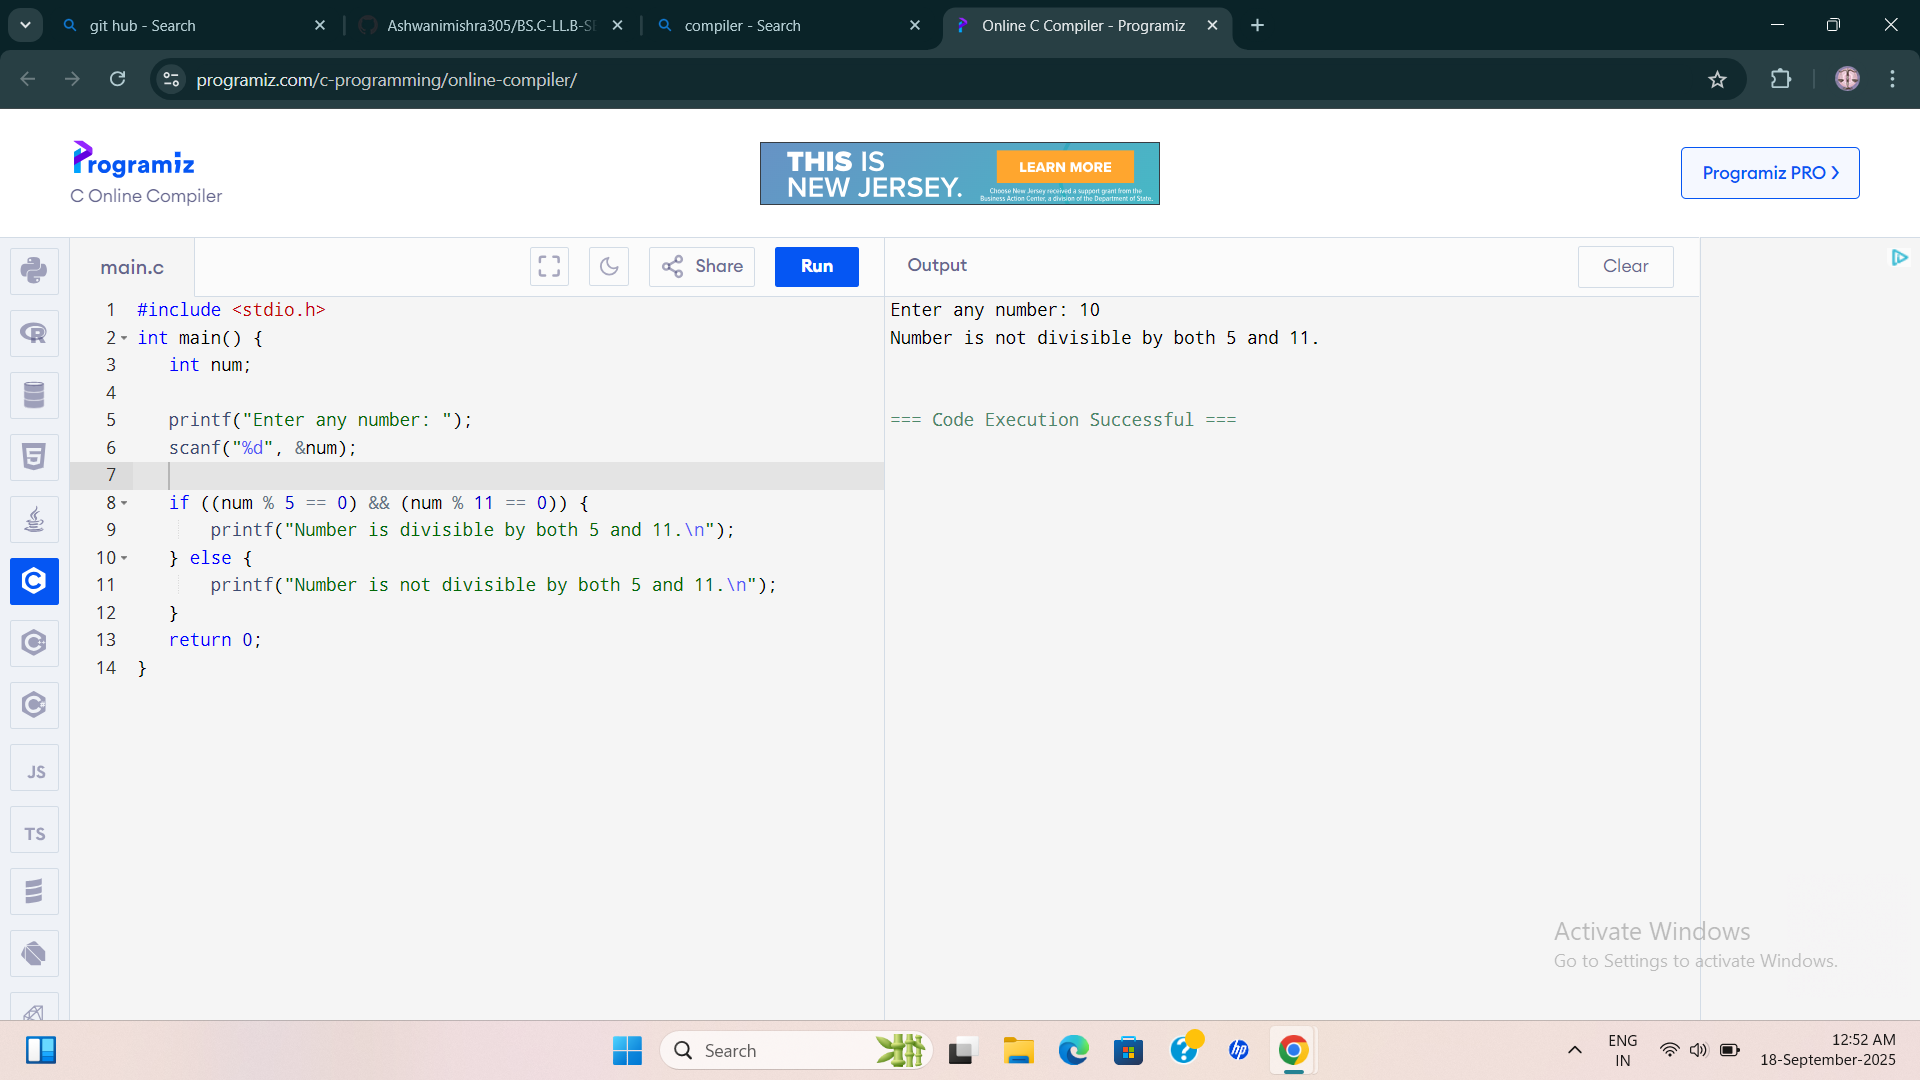 git hub - Search
Ashwanimishra305/BS.C-LL.B-SE
compiler - Search
Online C Compiler - Programiz
programiz.com/c-programming/online-compiler/
Programiz
C Online Compiler
THIS IS
NEW JERSEY.
LEARN MORE
Choose New Jersey received a support grant from the
Business Action Center, a division of the Department of State.
Programiz PRO
main.c
Share
Run
Output
Clear
1 #include <stdio.h>
2 int main() {
3 int num;
4
5 printf("Enter any number: ");
6 scanf("%d", &num);
7
8 if ((num % 5 == 0) && (num % 11 == 0)) {
9 printf("Number is divisible by both 5 and 11.\n");
10 } else {
11 printf("Number is not divisible by both 5 and 11.\n");
12 }
13 return 0;
14 }
Enter any number: 10
Number is not divisible by both 5 and 11.
=== Code Execution Successful ===
JS
TS
Activate Windows
Go to Settings to activate Windows.
Search
hp
ENG
IN
12:52 AM
18-September-2025